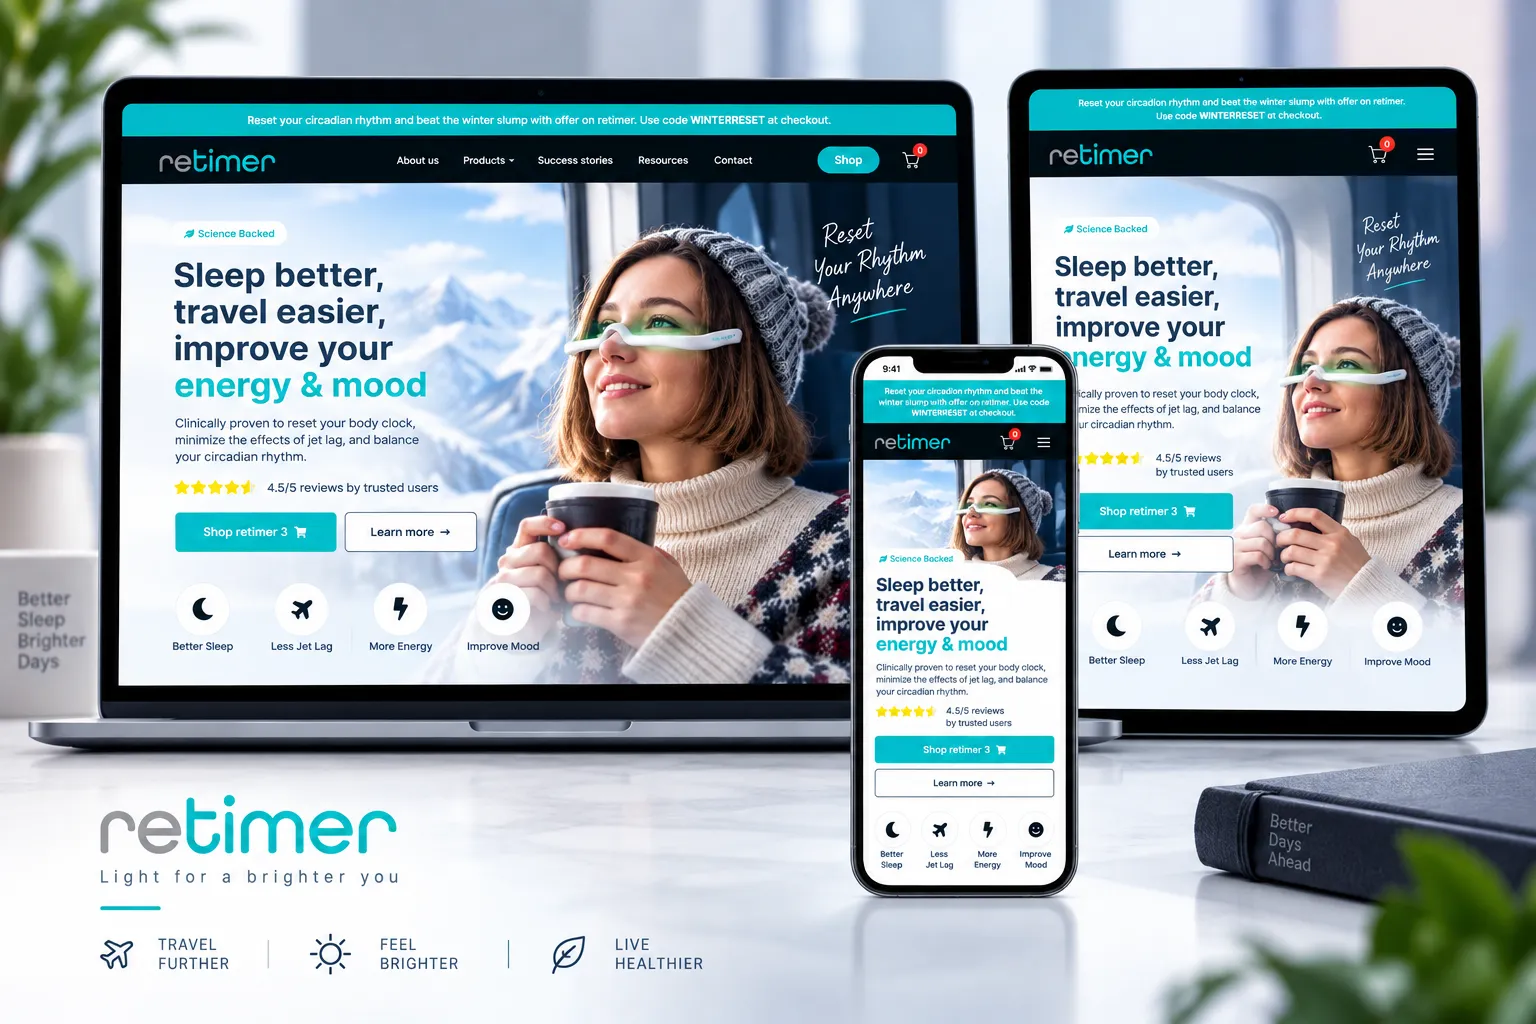 Reset your circadian rhythm and beat the winter slump with offer on retimer. Use code WINTERRESET at checkout.
retimer
About us
Products
Success stories
Resources
Contact
Shop
0
Science Backed
Sleep better,
travel easier,
improve your
energy & mood
Clinically proven to reset your body clock,
minimize the effects of jet lag, and balance
your circadian rhythm.
4.5/5 reviews by trusted users
Shop retimer 3
Learn more →
Better Sleep
Less Jet Lag
More Energy
Improve Mood
Reset
Your Rhythm
Anywhere
Reset your circadian rhythm and beat the winter slump with offer on retimer.
Use code WINTERRESET at checkout.
retimer
0
Science Backed
Reset
Your Rhythm
Anywhere
Sleep better,
travel easier,
improve your
energy & mood
ically proven to reset your body clock,
mize the effects of jet lag, and balance
ur circadian rhythm.
4.5/5 reviews
by trusted users
Shop retimer 3
Learn more →
Better Sleep
Less Jet Lag
More Energy
Improve Mood
9:41
Reset your circadian rhythm and beat the
winter slump with offer on retimer. Use code
WINTERRESET at checkout.
retimer
0
Science Backed
Sleep better,
travel easier,
improve your
energy & mood
Clinically proven to reset your body clock,
minimize the effects of jet lag, and balance
your circadian rhythm.
4.5/5 reviews
by trusted users
Shop retimer 3
Learn more →
Better
Sleep
Less
Jet Lag
More
Energy
Improve
Mood
Better
Sleep
Brighter
Days
Better
Days
Ahead
retimer
Light for a brighter you
TRAVEL
FURTHER
FEEL
BRIGHTER
LIVE
HEALTHIER